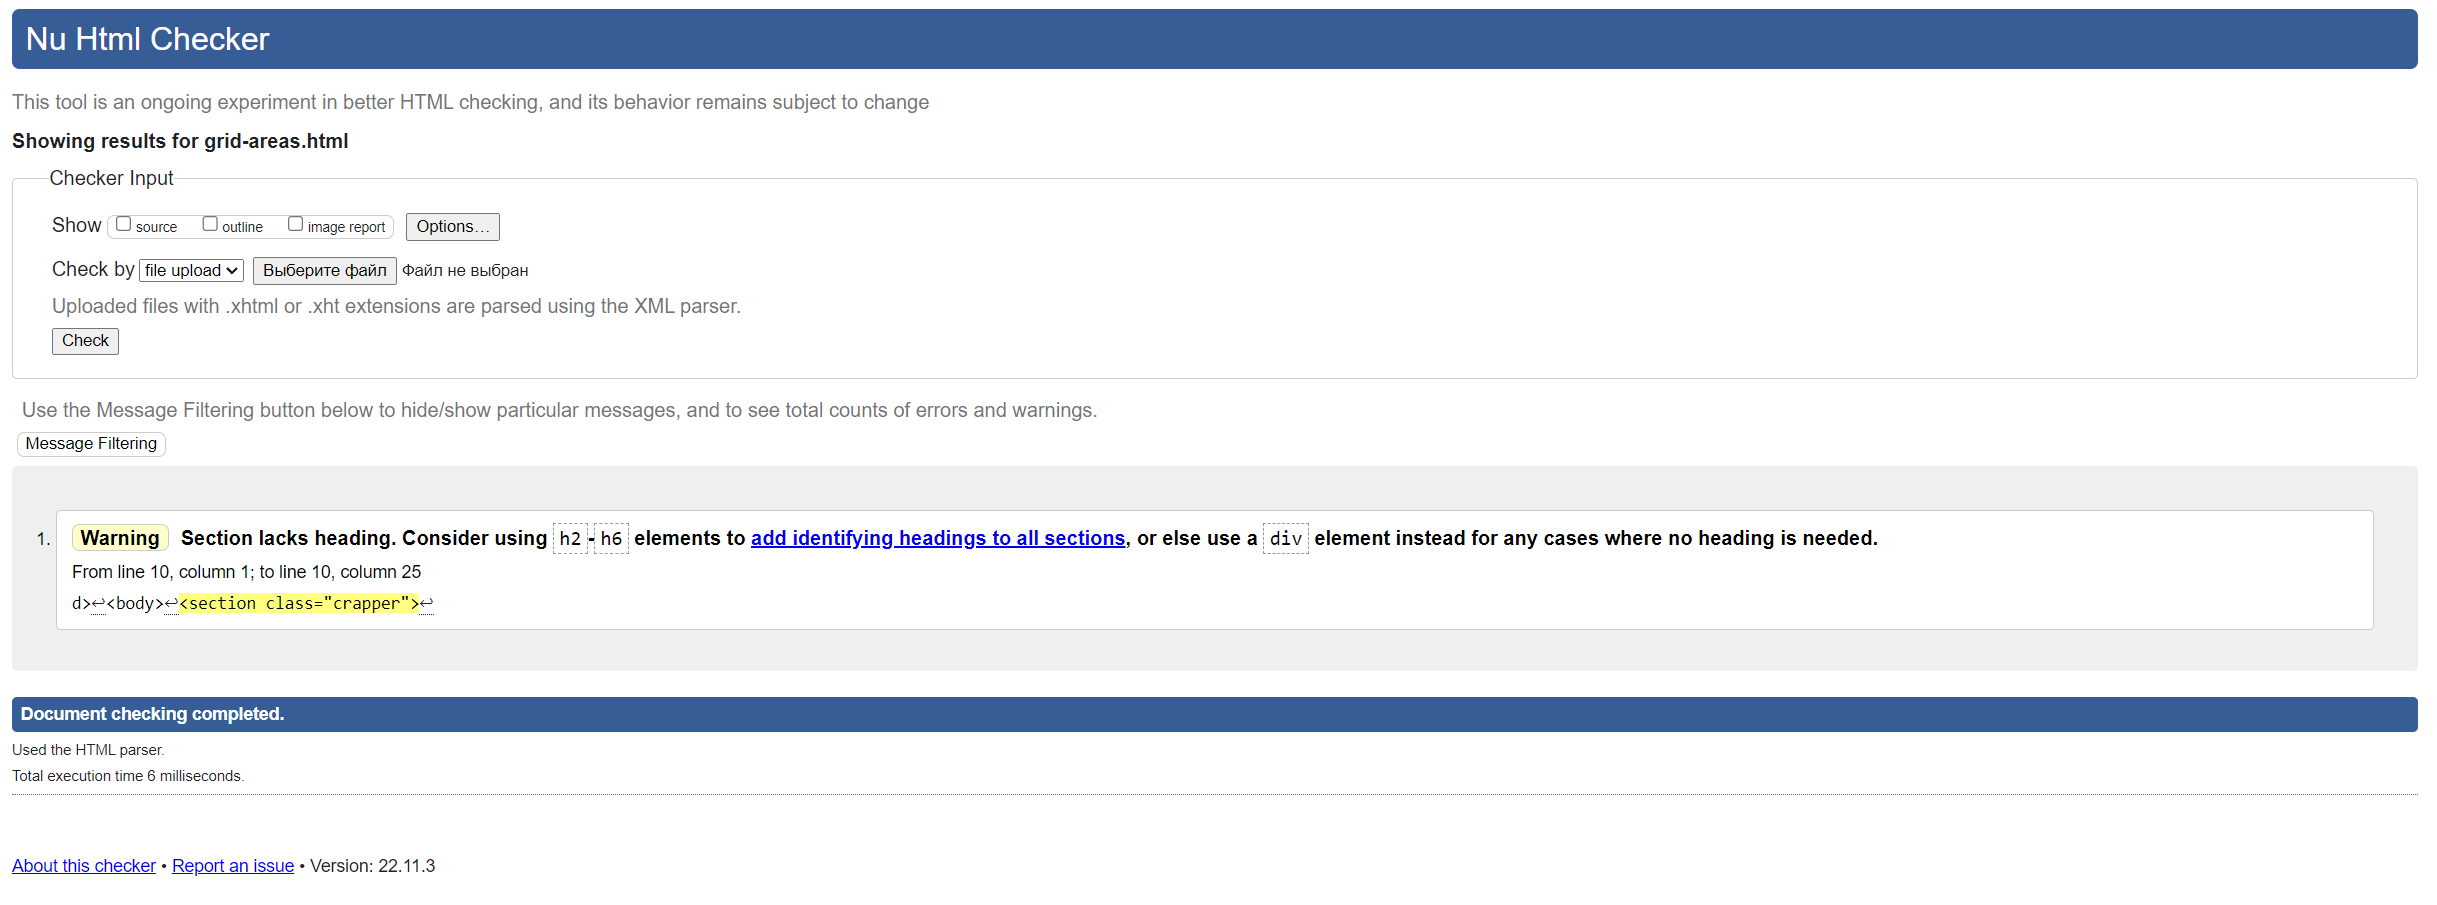 Nu Html Checker
This tool is an ongoing experiment in better HTML checking, and its behavior remains subject to change
Showing results for grid-areas.html
Checker Input
Show source outline image report Options…
Check by file upload Выберите файл Файл не выбран
Uploaded files with .xhtml or .xht extensions are parsed using the XML parser.
Check
Use the Message Filtering button below to hide/show particular messages, and to see total counts of errors and warnings.
Message Filtering
1. Warning Section lacks heading. Consider using h2-h6 elements to add identifying headings to all sections, or else use a div element instead for any cases where no heading is needed.
From line 10, column 1; to line 10, column 25
d>↩<body>↩<section class="crapper">↩
Document checking completed.
Used the HTML parser.
Total execution time 6 milliseconds.
About this checker • Report an issue • Version: 22.11.3